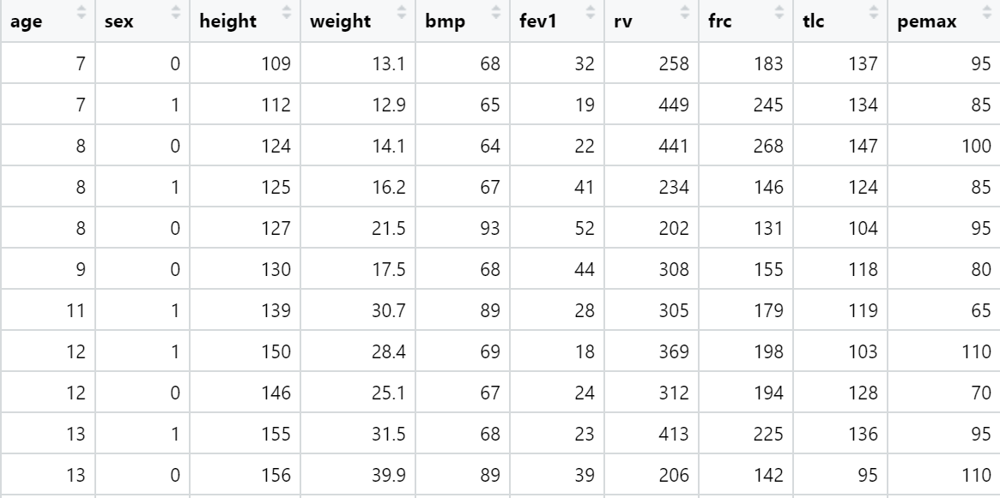 age sex height weight bmp fev1 rv frc tlc pemax
7 0 109 13.1 68 32 258 183 137 95
7 1 112 12.9 65 19 449 245 134 85
8 0 124 14.1 64 22 441 268 147 100
8 1 125 16.2 67 41 234 146 124 85
8 0 127 21.5 93 52 202 131 104 95
9 0 130 17.5 68 44 308 155 118 80
11 1 139 30.7 89 28 305 179 119 65
12 1 150 28.4 69 18 369 198 103 110
12 0 146 25.1 67 24 312 194 128 70
13 1 155 31.5 68 23 413 225 136 95
13 0 156 39.9 89 39 206 142 95 110